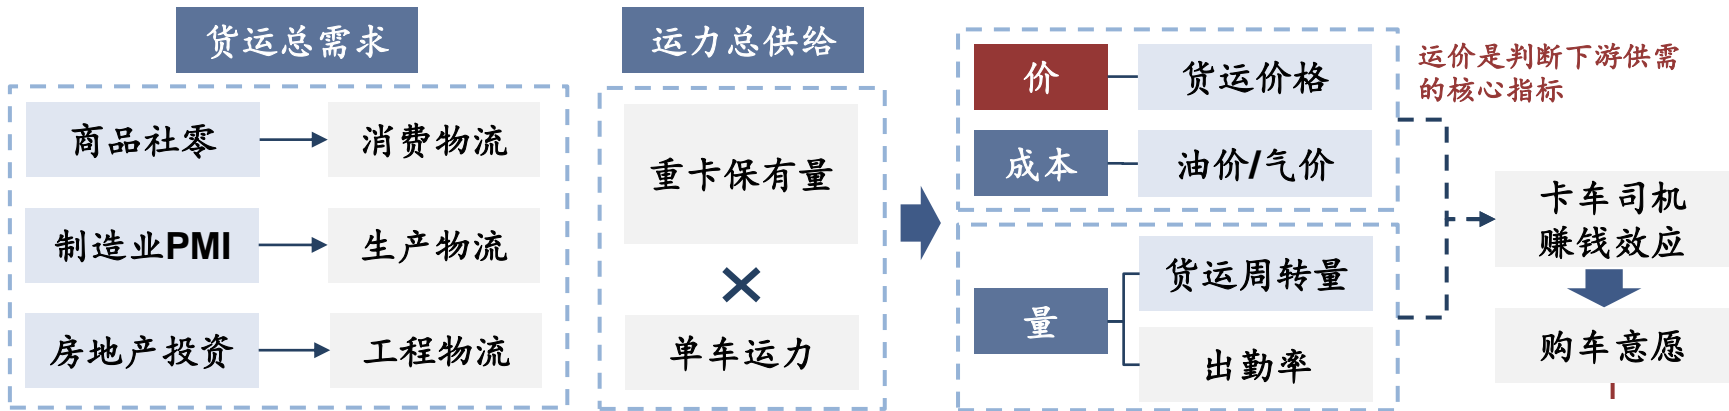 货运总需求
商品社零
消费物流
制造业PMI
生产物流
房地产投资
工程物流
运力总供给
重卡保有量
单车运力
价
货运价格
成本
油价/气价
量
货运周转量
出勤率
运价是判断下游供需
的核心指标
卡车司机
赚钱效应
购车意愿